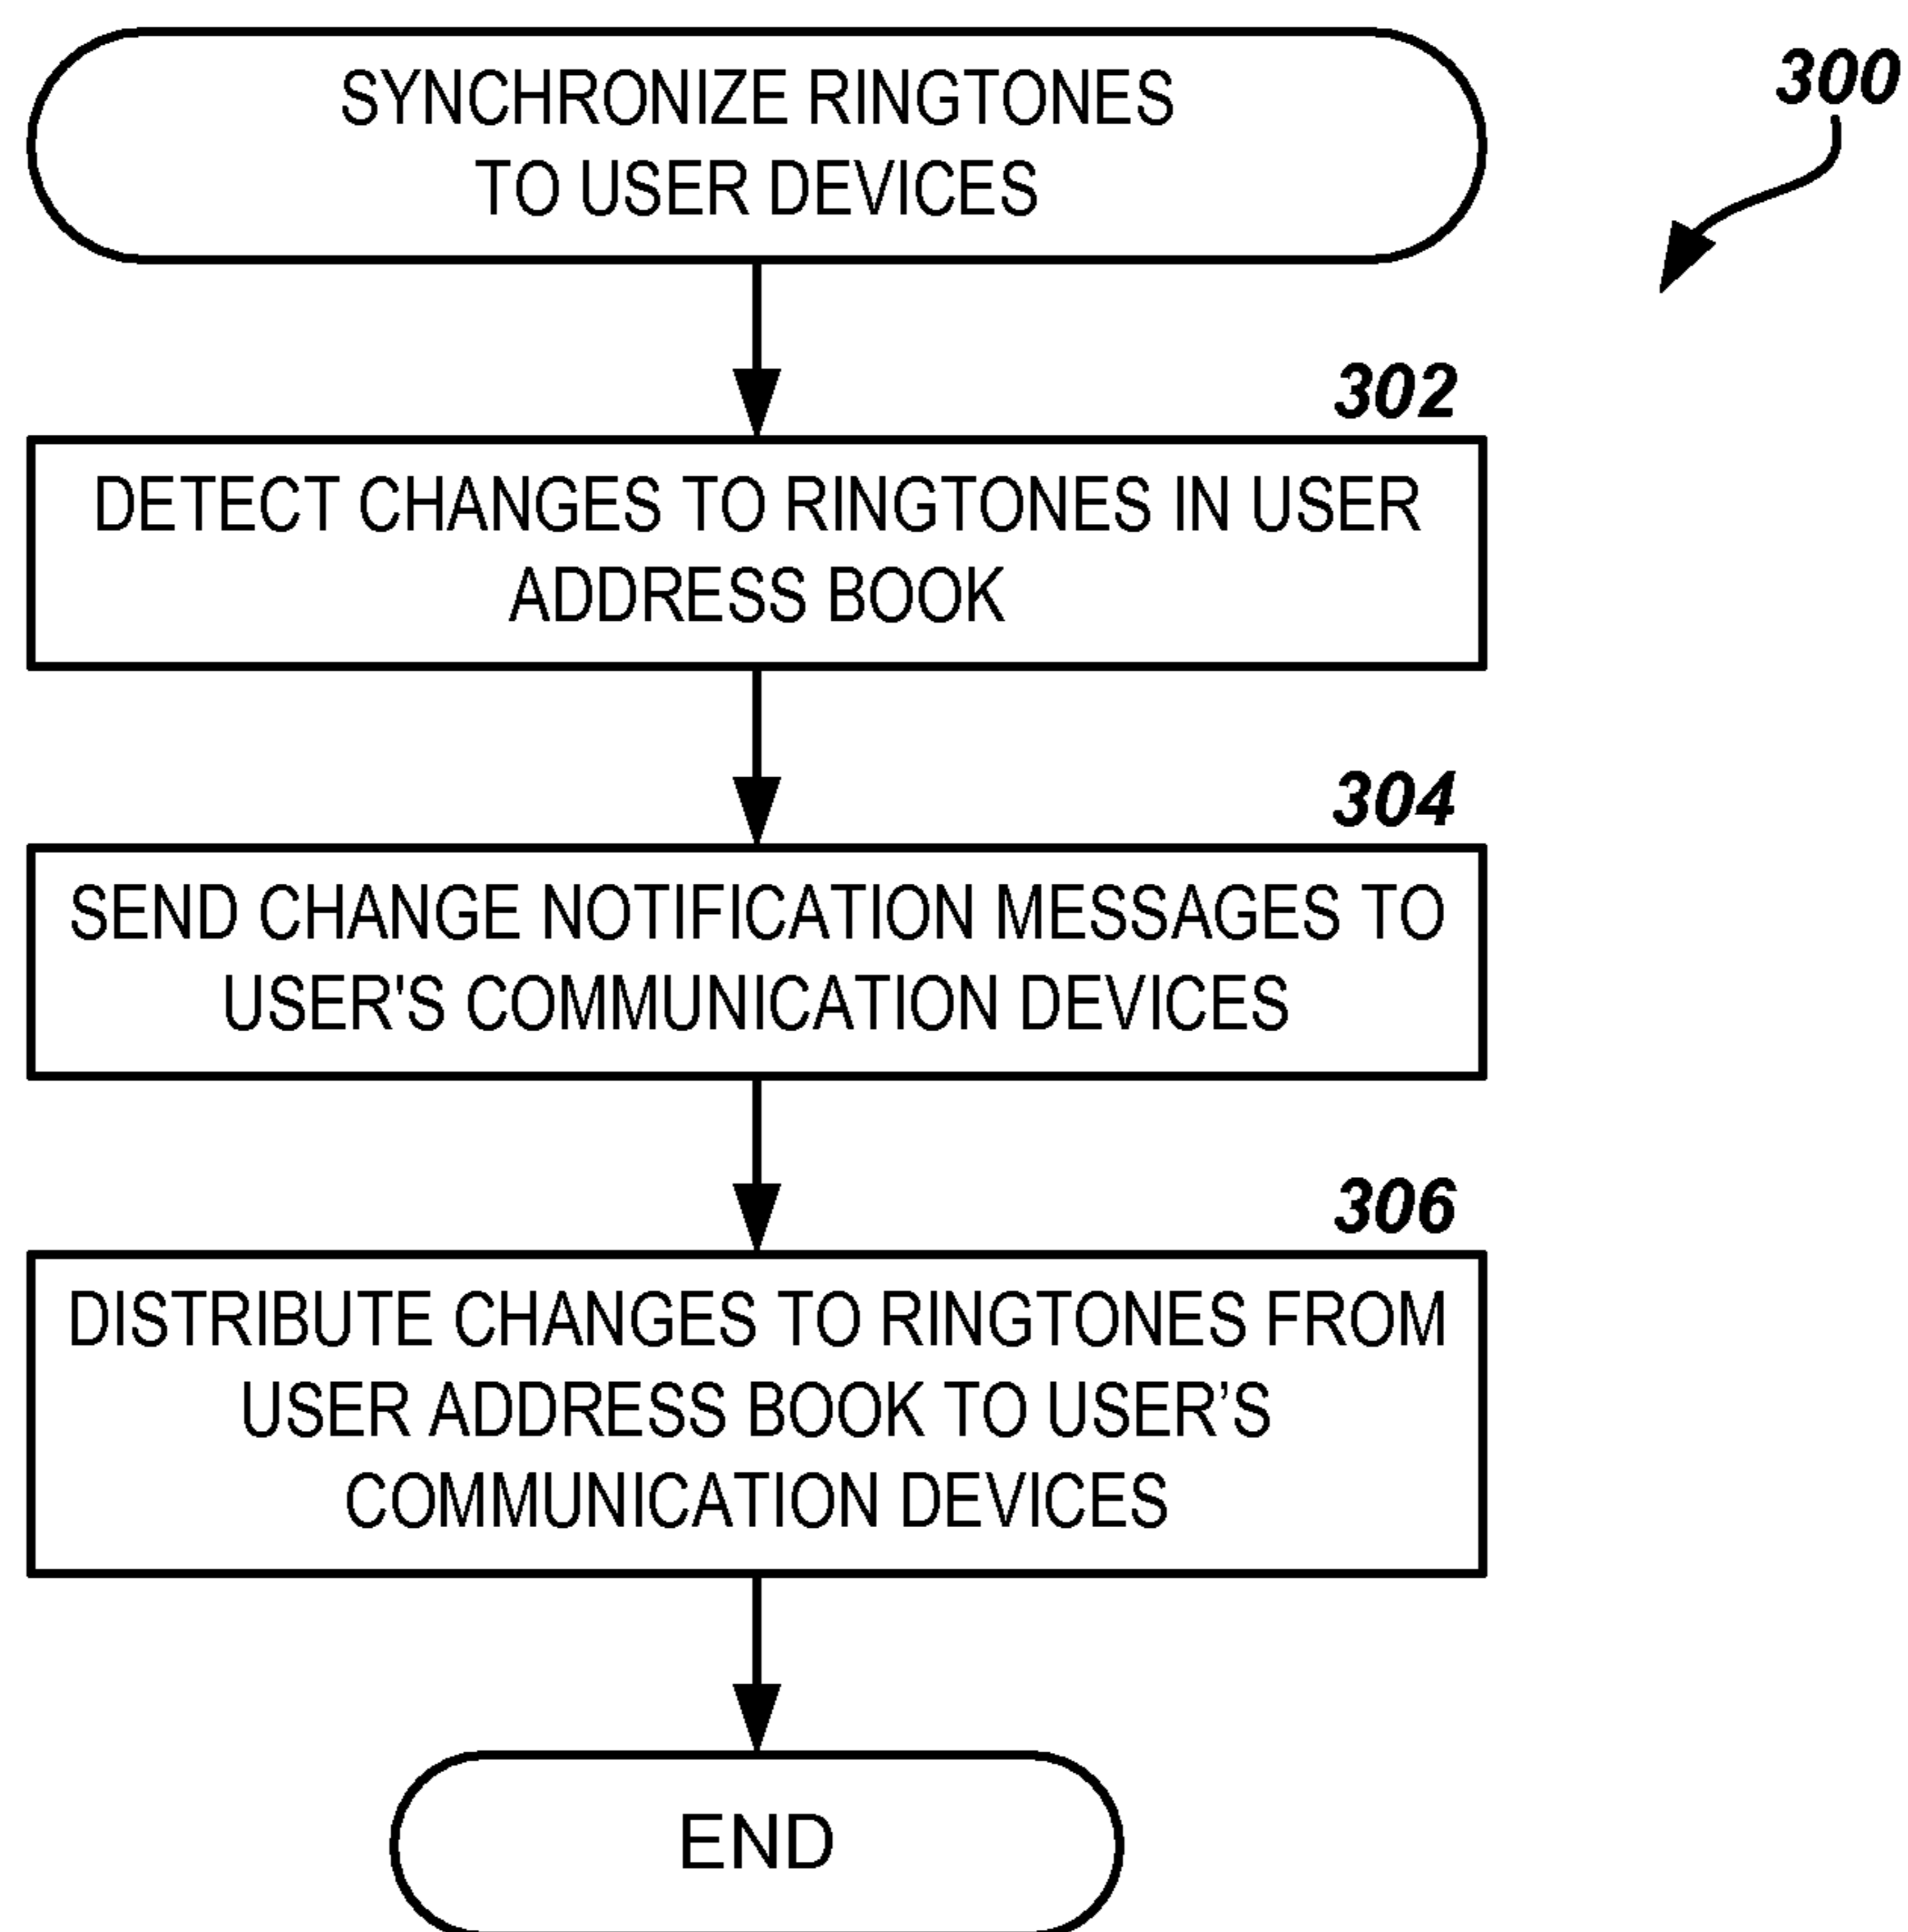 SYNCHRONIZE RINGTONES
TO USER DEVICES
300
302
DETECT CHANGES TO RINGTONES IN USER
ADDRESS BOOK
304
SEND CHANGE NOTIFICATION MESSAGES TO
USER'S COMMUNICATION DEVICES
306
DISTRIBUTE CHANGES TO RINGTONES FROM
USER ADDRESS BOOK TO USER’S
COMMUNICATION DEVICES
END